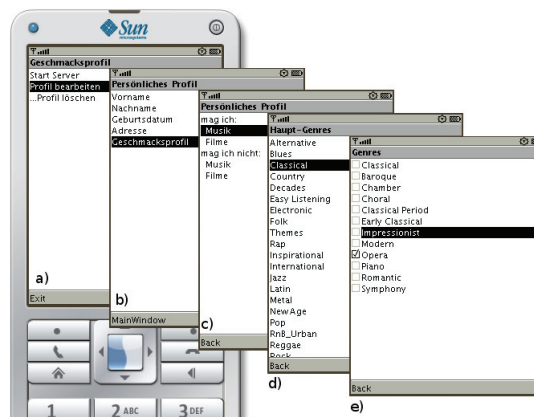 Sun
Geschmacksprofil
Start Server
Profil bearbeiten
...Profil löschen
a)
Exit
Persönliches Profil
Vorname
Nachname
Geburtsdatum
Adresse
Geschmacksprofil
b)
MainWindow
Persönliches Profil
mag ich:
Musik
Filme
mag ich nicht:
Musik
Filme
c)
Back
Haupt-Genres
Alternative
Blues
Classical
Country
Decades
Easy Listening
Electronic
Folk
Themes
Rap
Inspirational
International
Jazz
Latin
Metal
NewAge
Pop
RnB_Urban
Reggae
Rock
Back
d)
Genres
Classical
Baroque
Chamber
Choral
Classical Period
Early Classical
Impressionist
Modern
Opera
Piano
Romantic
Symphony
Back
e)
1
2 ABC
3 DEF